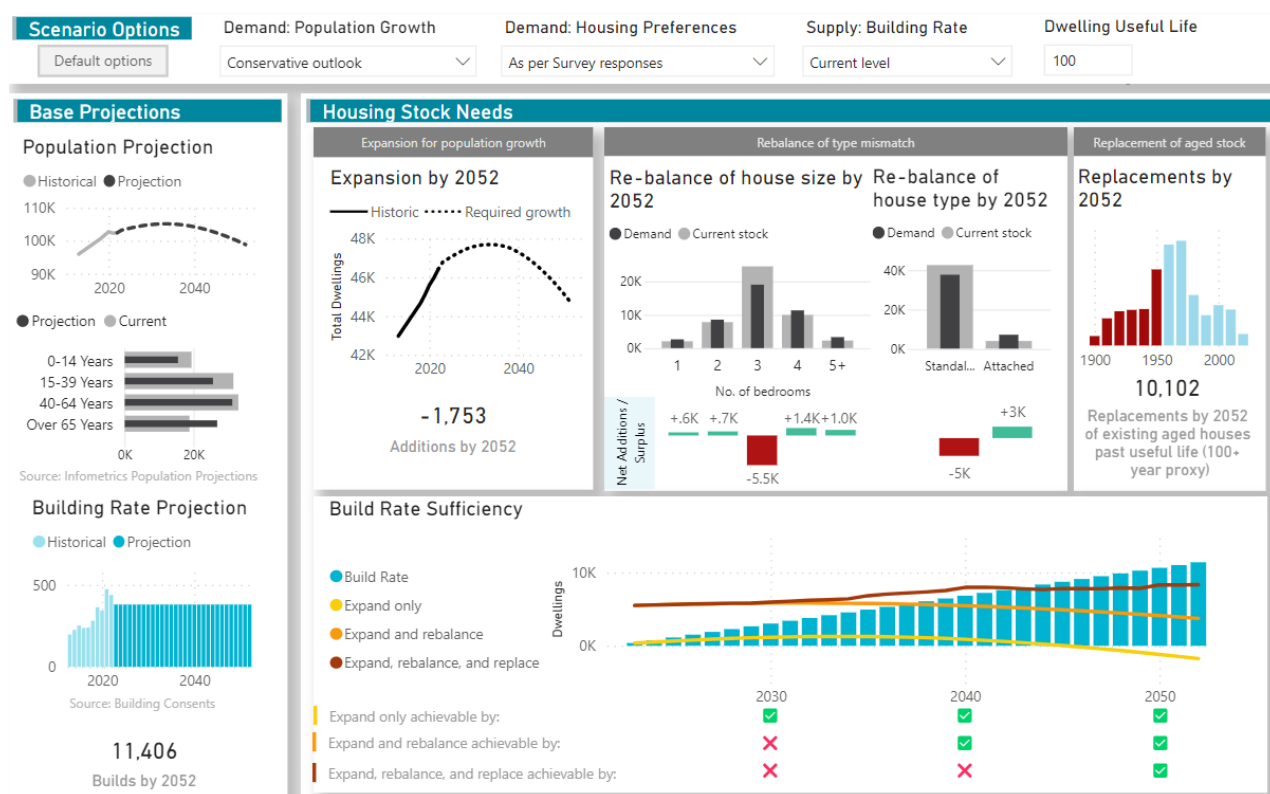 Scenario Options
Default options
Demand: Population Growth
Conservative outlook
Demand: Housing Preferences
As per Survey responses
Supply: Building Rate
Current level
Dwelling Useful Life
100
Base Projections
Population Projection
Historical Projection
110K
100K
90K
2020 2040
Projection Current
0-14 Years
15-39 Years
40-64 Years
Over 65 Years
0K 20K
Source: Infometrics Population Projections
Building Rate Projection
Historical Projection
500
0
2020 2040
Source: Building Consents
11,406
Builds by 2052
Housing Stock Needs
Expansion for population growth
Expansion by 2052
Historic Required growth
Total Dwellings
48K
46K
44K
42K
2020 2040
-1,753
Additions by 2052
Rebalance of type mismatch
Re-balance of house size by
2052
Demand Current stock
20K
10K
0K
1 2 3 4 5+
No. of bedrooms
Net Additions /
Surplus
+.6K +.7K -5.5K +1.4K +1.0K
Re-balance of
house type by 2052
Demand Current stock
40K
20K
0K
Standal... Attached
-5K +3K
Replacement of aged stock
Replacements by
2052
1900 1950 2000
10,102
Replacements by 2052
of existing aged houses
past useful life (100+
year proxy)
Build Rate Sufficiency
Build Rate
Expand only
Expand and rebalance
Expand, rebalance, and replace
Dwellings
10K
0K
2030 2040 2050
Expand only achievable by:
Expand and rebalance achievable by:
Expand, rebalance, and replace achievable by: